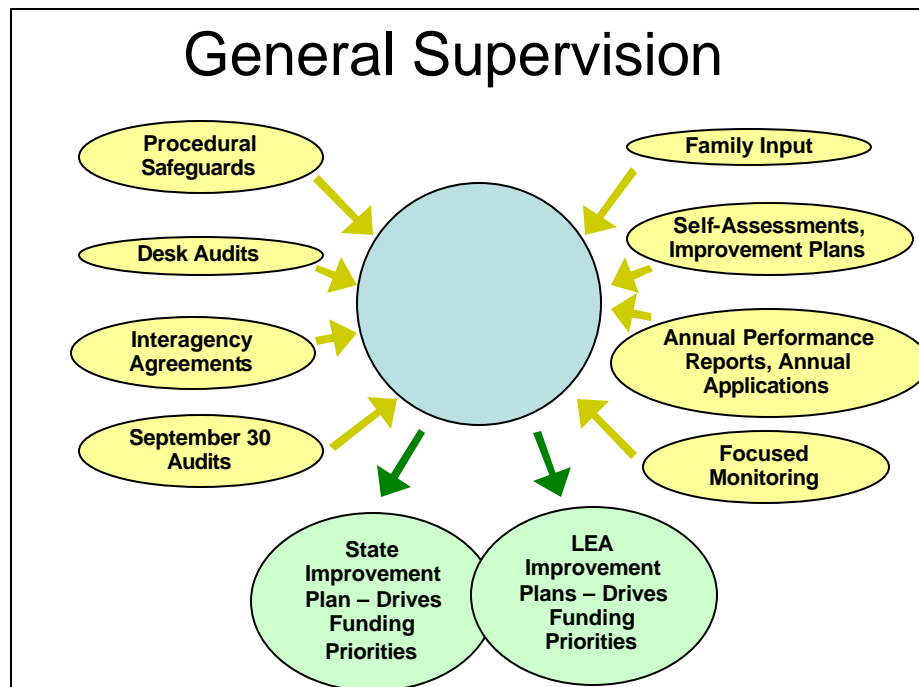 General Supervision
Procedural
Safeguards
Desk Audits
Interagency
Agreements
September 30
Audits
Family Input
Self-Assessments,
Improvement Plans
Annual Performance
Reports, Annual
Applications
Focused
Monitoring
State
Improvement
Plan – Drives
Funding
Priorities
LEA
Improvement
Plans – Drives
Funding
Priorities